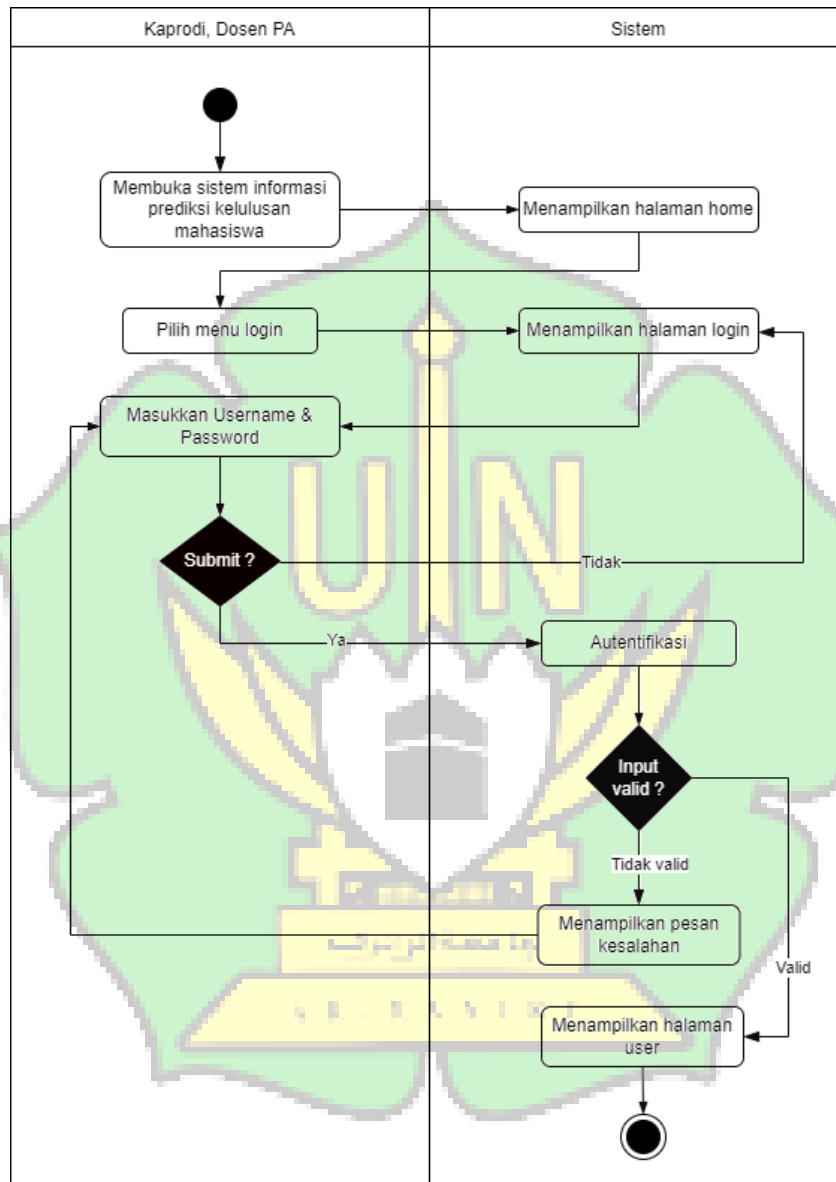 Kaprodi, Dosen PA
Sistem
Membuka sistem informasi
prediksi kelulusan
mahasiswa
Menampilkan halaman home
Pilih menu login
Menampilkan halaman login
Masukkan Username &
Password
UIN
Submit ?
Tidak
Ya
Autentifikasi
Input
valid ?
Tidak valid
Menampilkan pesan
kesalahan
Valid
Menampilkan halaman
user